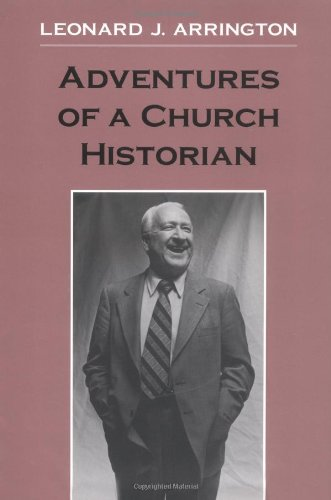 LEONARD J. ARRINGTON
ADVENTURES
OF A CHURCH
HISTORIAN